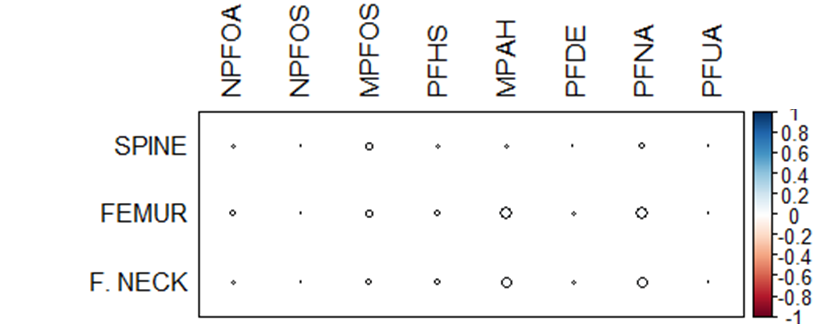 NPFOA NPFOS MPFOS PFHS MPAH PFDE PFNA PFUA
SPINE
FEMUR
F. NECK
1
0.8
0.6
0.4
0.2
0
-0.2
-0.4
-0.6
-0.8
-1